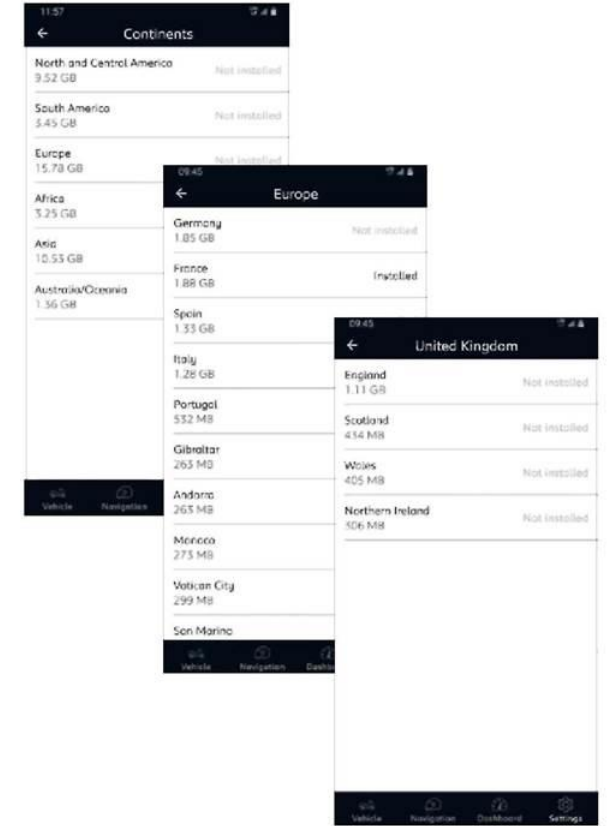 11:57
Continents
North and Central America
9.52 GB
Not installed
South America
3.45 GB
Not installed
Europe
15.78 GB
Not installed
Africa
3.25 GB
Asia
10.53 GB
Australia/Oceania
1.36 GB
Vehicle Navigation
09:45
Europe
Germany
1.85 GB
Not installed
France
1.88 GB
Installed
Spain
1.33 GB
Italy
1.28 GB
Portugal
532 MB
Gibraltar
263 MB
Andorra
263 MB
Monaco
273 MB
Vatican City
299 MB
San Marino
Vehicle Navigation
09:45
United Kingdom
England
1.11 GB
Not installed
Scotland
434 MB
Not installed
Wales
405 MB
Not installed
Northern Ireland
306 MB
Not installed
Vehicle Navigation Dashboard Settings